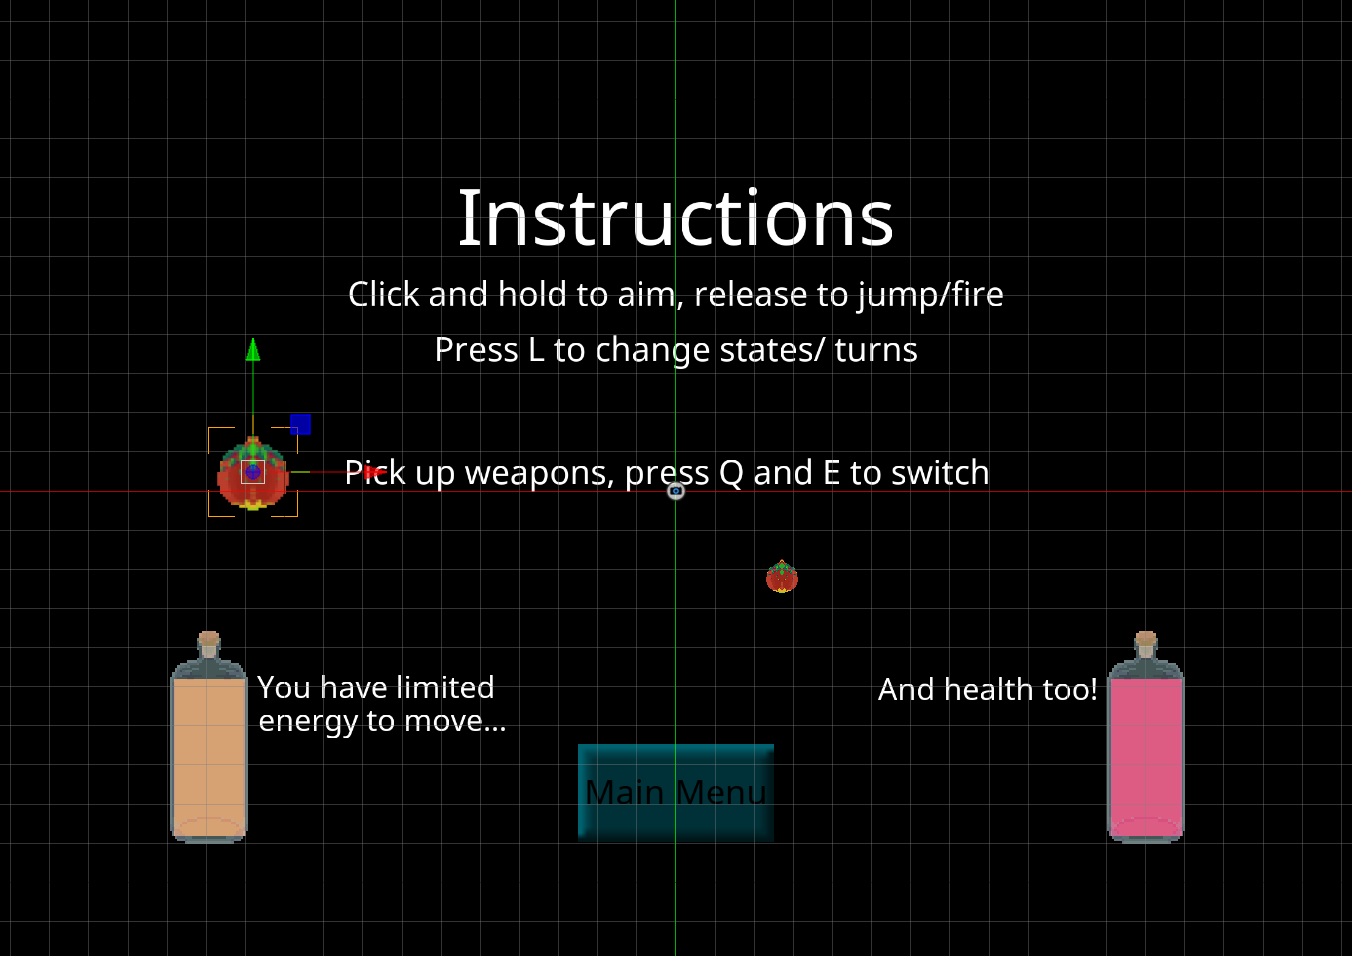 Instructions
Click and hold to aim, release to jump/fire
Press L to change states/ turns
Pick up weapons, press Q and E to switch
You have limited
energy to move...
And health too!
Main Menu